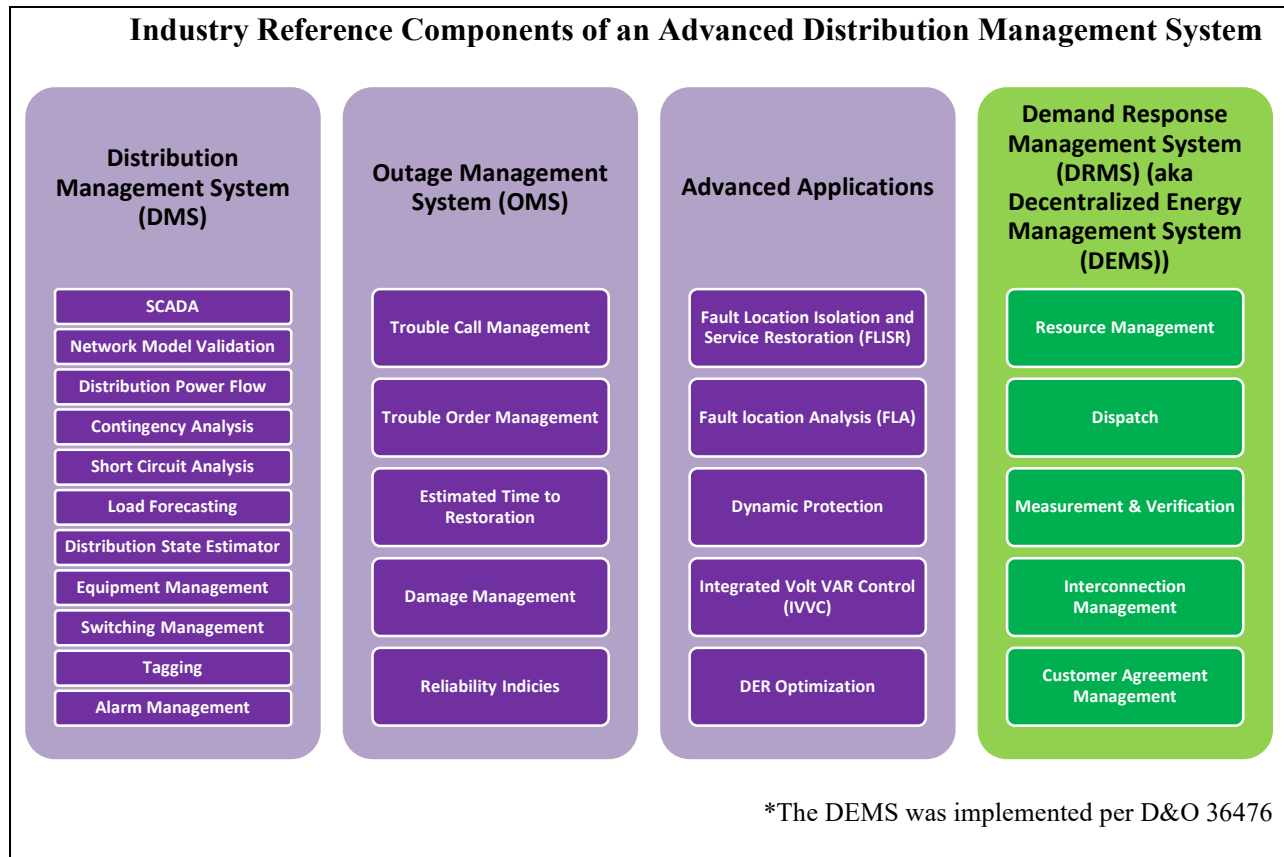 Industry Reference Components of an Advanced Distribution Management System
Distribution
Management System
(DMS)
SCADA
Network Model Validation
Distribution Power Flow
Contingency Analysis
Short Circuit Analysis
Load Forecasting
Distribution State Estimator
Equipment Management
Switching Management
Tagging
Alarm Management
Outage Management
System (OMS)
Trouble Call Management
Trouble Order Management
Estimated Time to
Restoration
Damage Management
Reliability Indicies
Advanced Applications
Fault Location Isolation and
Service Restoration (FLISR)
Fault location Analysis (FLA)
Dynamic Protection
Integrated Volt VAR Control
(IVVC)
DER Optimization
Demand Response
Management System
(DRMS) (aka
Decentralized Energy
Management System
(DEMS))
Resource Management
Dispatch
Measurement & Verification
Interconnection
Management
Customer Agreement
Management
*The DEMS was implemented per D&O 36476